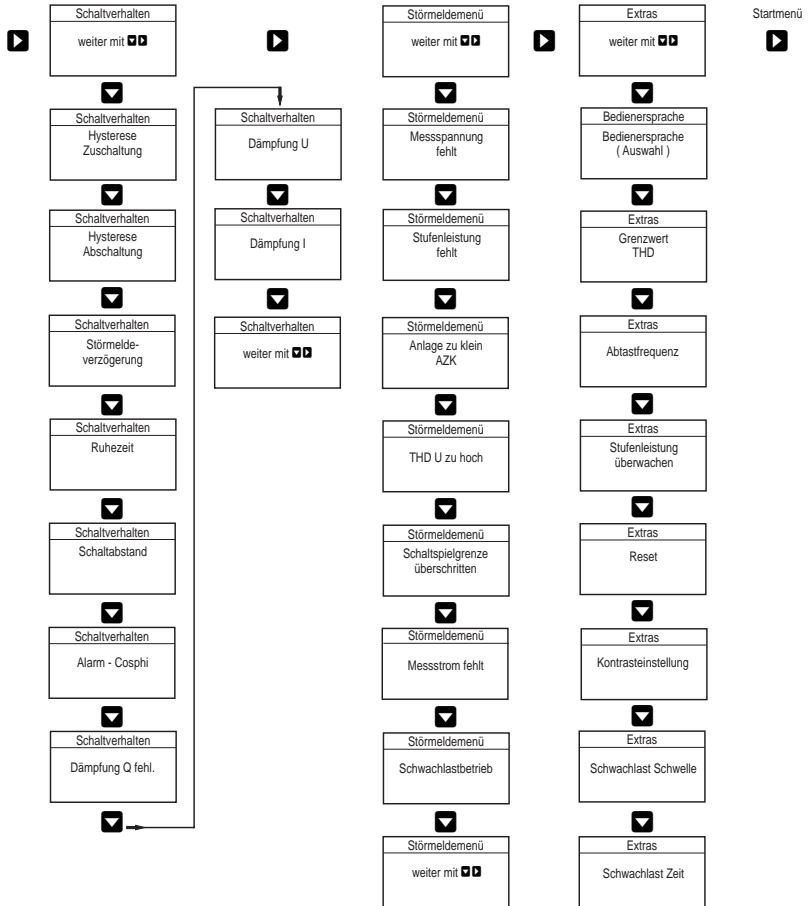 Schaltverhalten
weiter mit
Schaltverhalten
Hysterese
Zuschaltung
Schaltverhalten
Hysterese
Abschaltung
Schaltverhalten
Störmelde-
verzögerung
Schaltverhalten
Ruhezeit
Schaltverhalten
Schaltabstand
Schaltverhalten
Alarm - Cosphi
Schaltverhalten
Dämpfung Q fehl.
Schaltverhalten
Dämpfung U
Schaltverhalten
Dämpfung I
Schaltverhalten
weiter mit
Störmeldemenü
weiter mit
Störmeldemenü
Messspannung
fehlt
Störmeldemenü
Stufenleistung
fehlt
Störmeldemenü
Anlage zu klein
AZK
Störmeldemenü
THD U zu hoch
Störmeldemenü
Schaltspielgrenze
überschritten
Störmeldemenü
Messstrom fehlt
Störmeldemenü
Schwachlastbetrieb
Störmeldemenü
weiter mit
Extras
weiter mit
Bedienersprache
Bedienersprache
( Auswahl )
Extras
Grenzwert
THD
Extras
Abtastfrequenz
Extras
Stufenleistung
überwachen
Extras
Reset
Extras
Kontrasteinstellung
Extras
Schwachlast Schwelle
Extras
Schwachlast Zeit
Startmenü